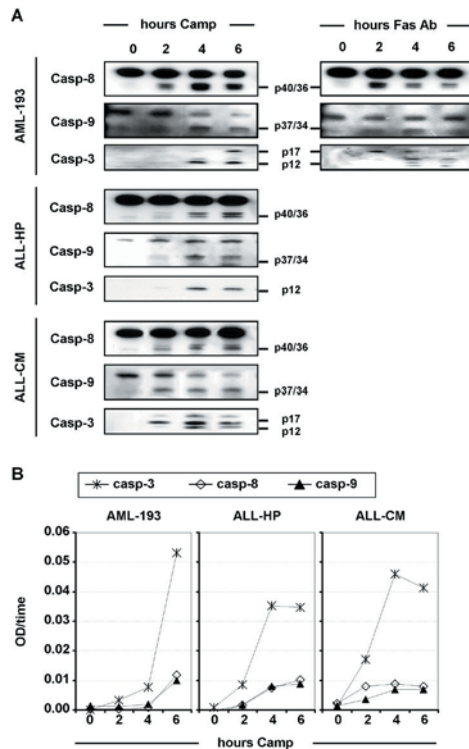 A
hours Camp
hours Fas Ab
0 2 4 6
0 2 4 6
AML-193
Casp-8
p40/36
Casp-9
p37/34
p37/34
Casp-3
p17
p12
ALL-HP
Casp-8
p40/36
Casp-9
p37/34
Casp-3
p12
ALL-CM
Casp-8
p40/36
Casp-9
p37/34
Casp-3
p17
p12
B
casp-3 casp-8 casp-9
AML-193 ALL-HP ALL-CM
OD/time
0.06
0.05
0.04
0.03
0.02
0.01
0.00
0 2 4 6 0 2 4 6 0 2 4 6
hours Camp